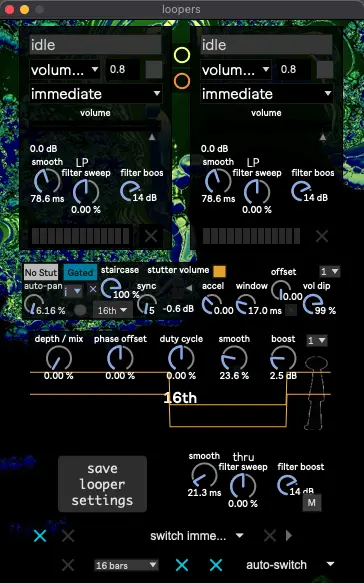 loopers
idle
idle
volum...
0.8
volum...
0.8
immediate
immediate
volume
volume
0.0 dB
0.0 dB
smooth
LP
filter sweep
filter boos
smooth
LP
filter sweep
filter boos
78.6 ms
0.00 %
14 dB
78.6 ms
0.00 %
14 dB
No Stut
Gated
staircase
stutter volume
offset
1
auto-pan
i
sync
accel
window
0.00
vol dip
100 %
6.16 %
16th
5
-0.6 dB
0.00
17.0 ms
99 %
depth / mix
phase offset
duty cycle
smooth
boost
1
0.00 %
0.00 %
0.00 %
23.6 %
2.5 dB
16th
save
looper
settings
smooth
thru
filter sweep
filter boost
21.3 ms
0.00 %
14 dB
M
switch imme...
16 bars
auto-switch